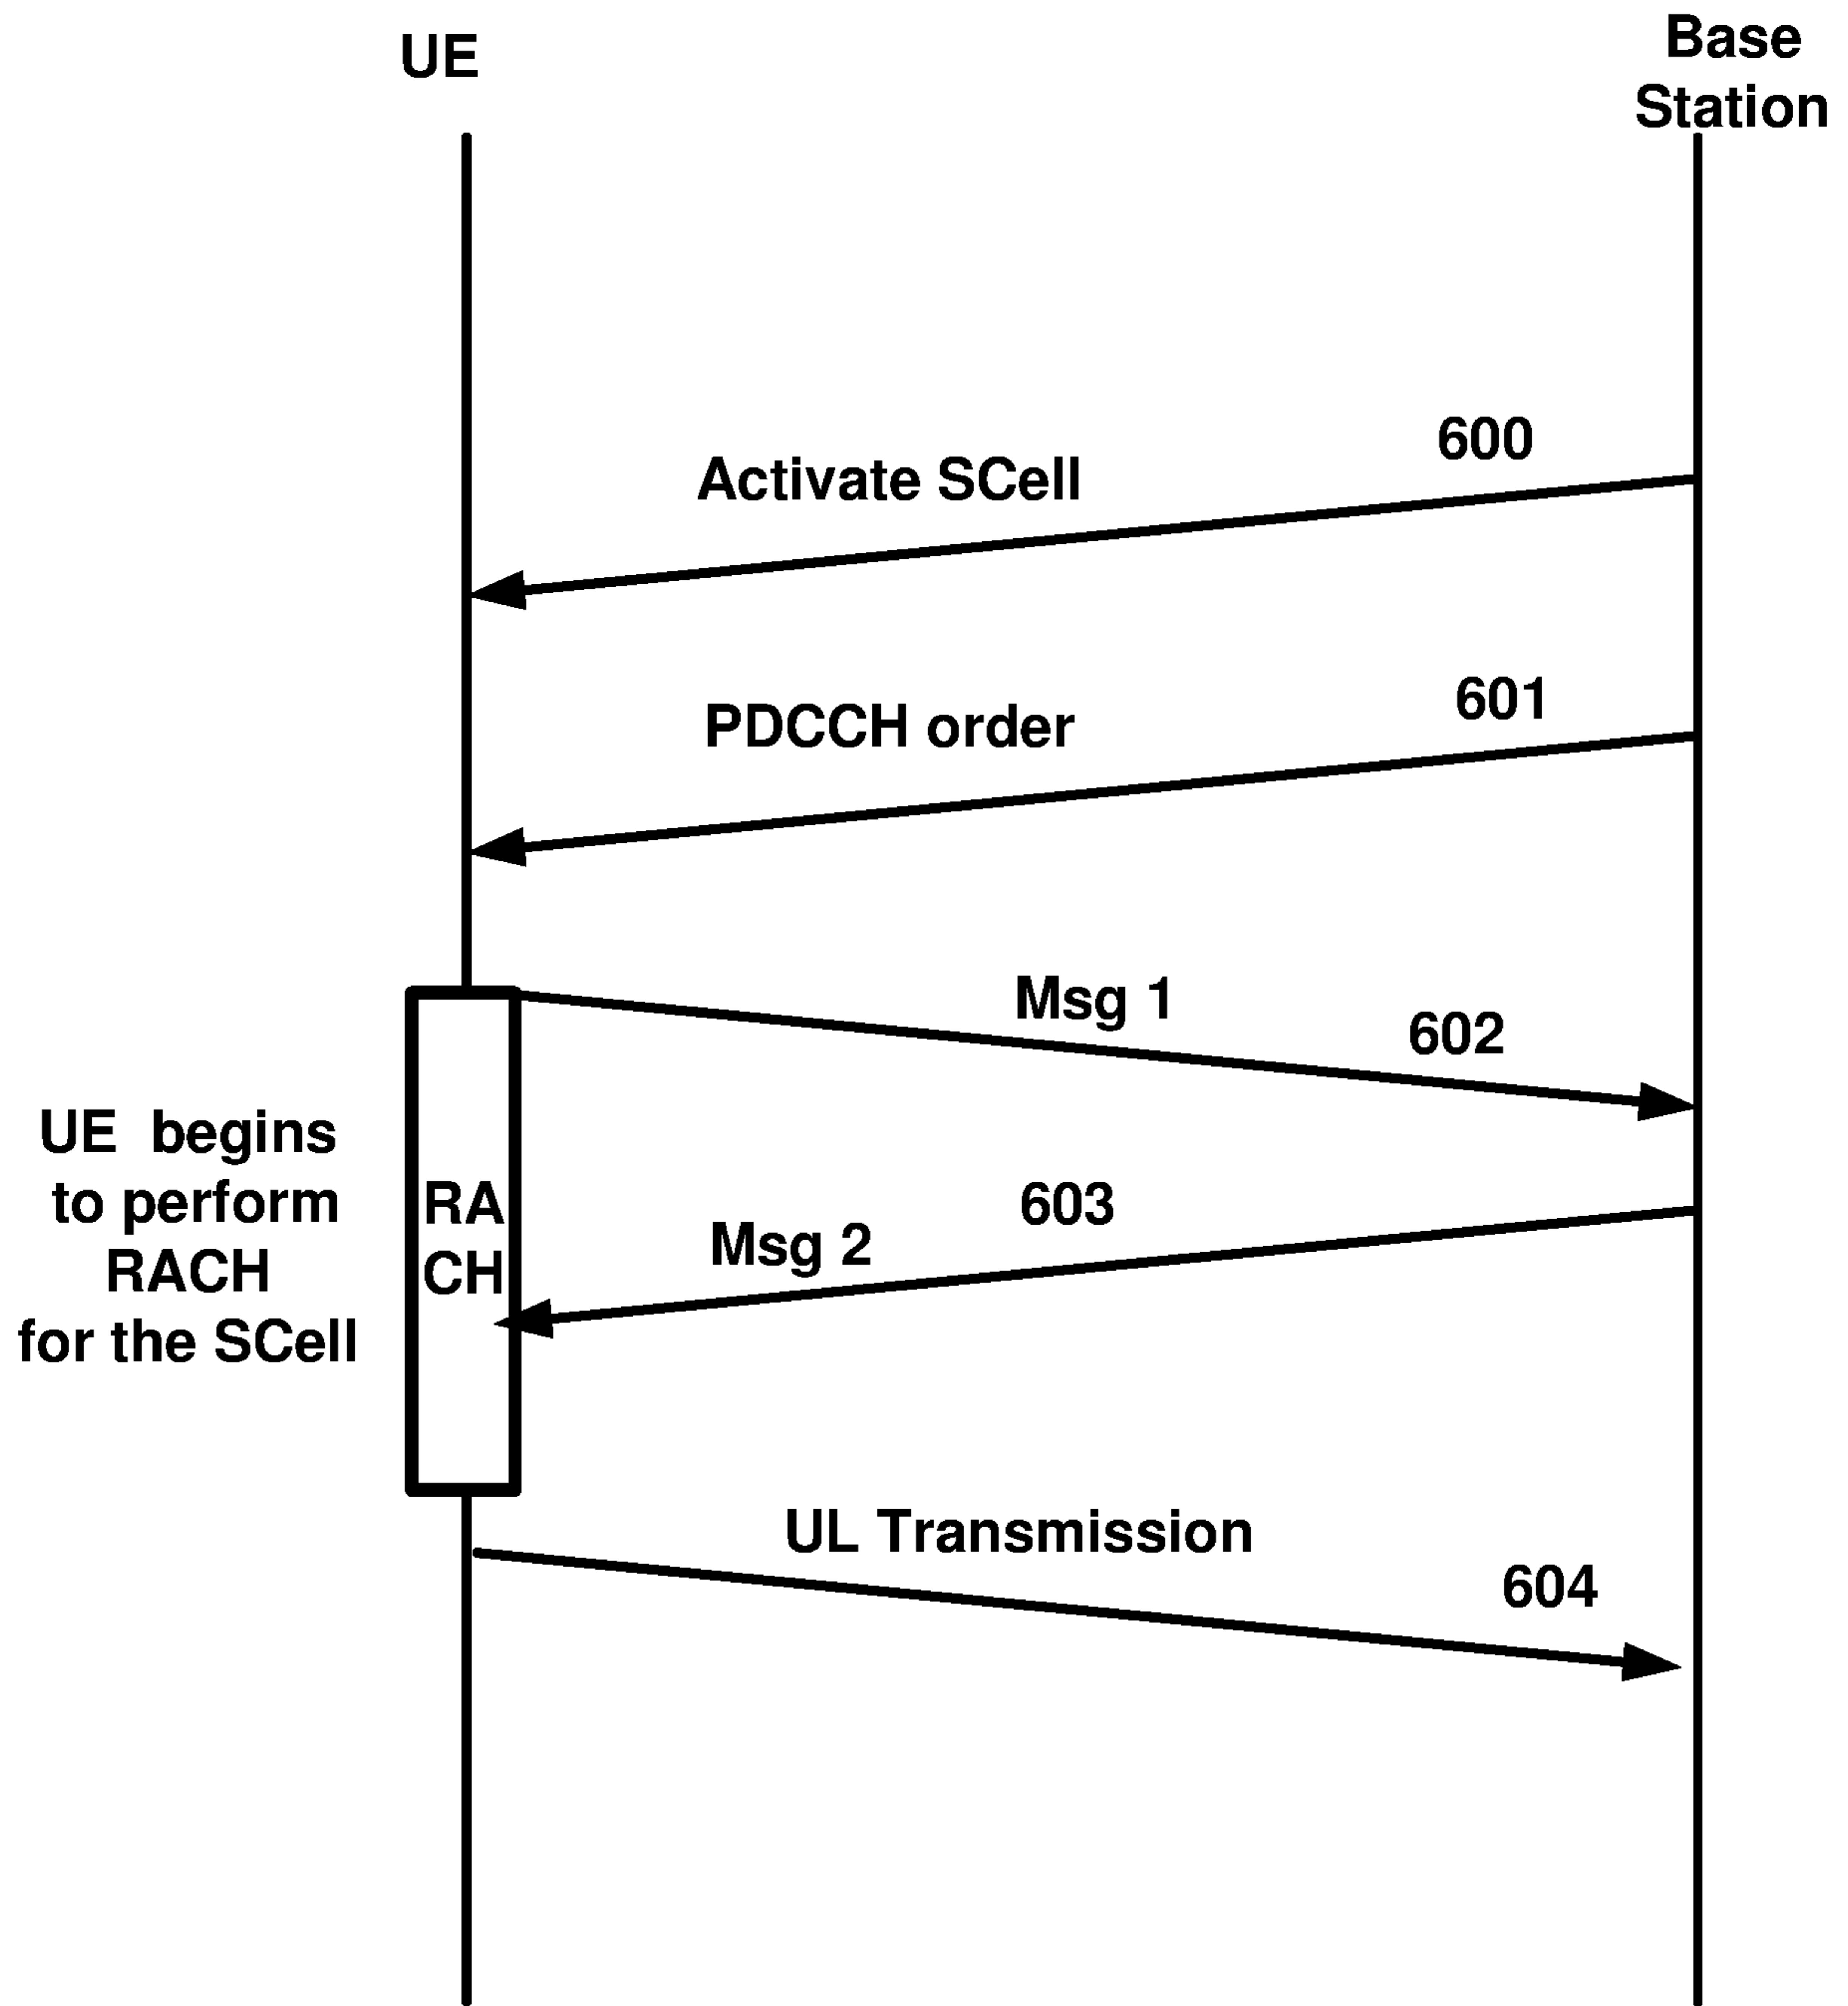 UE
Base
Station
600
Activate SCell
601
PDCCH order
Msg 1
602
UE begins
to perform
RACH
for the SCell
RA
CH
603
Msg 2
UL Transmission
604